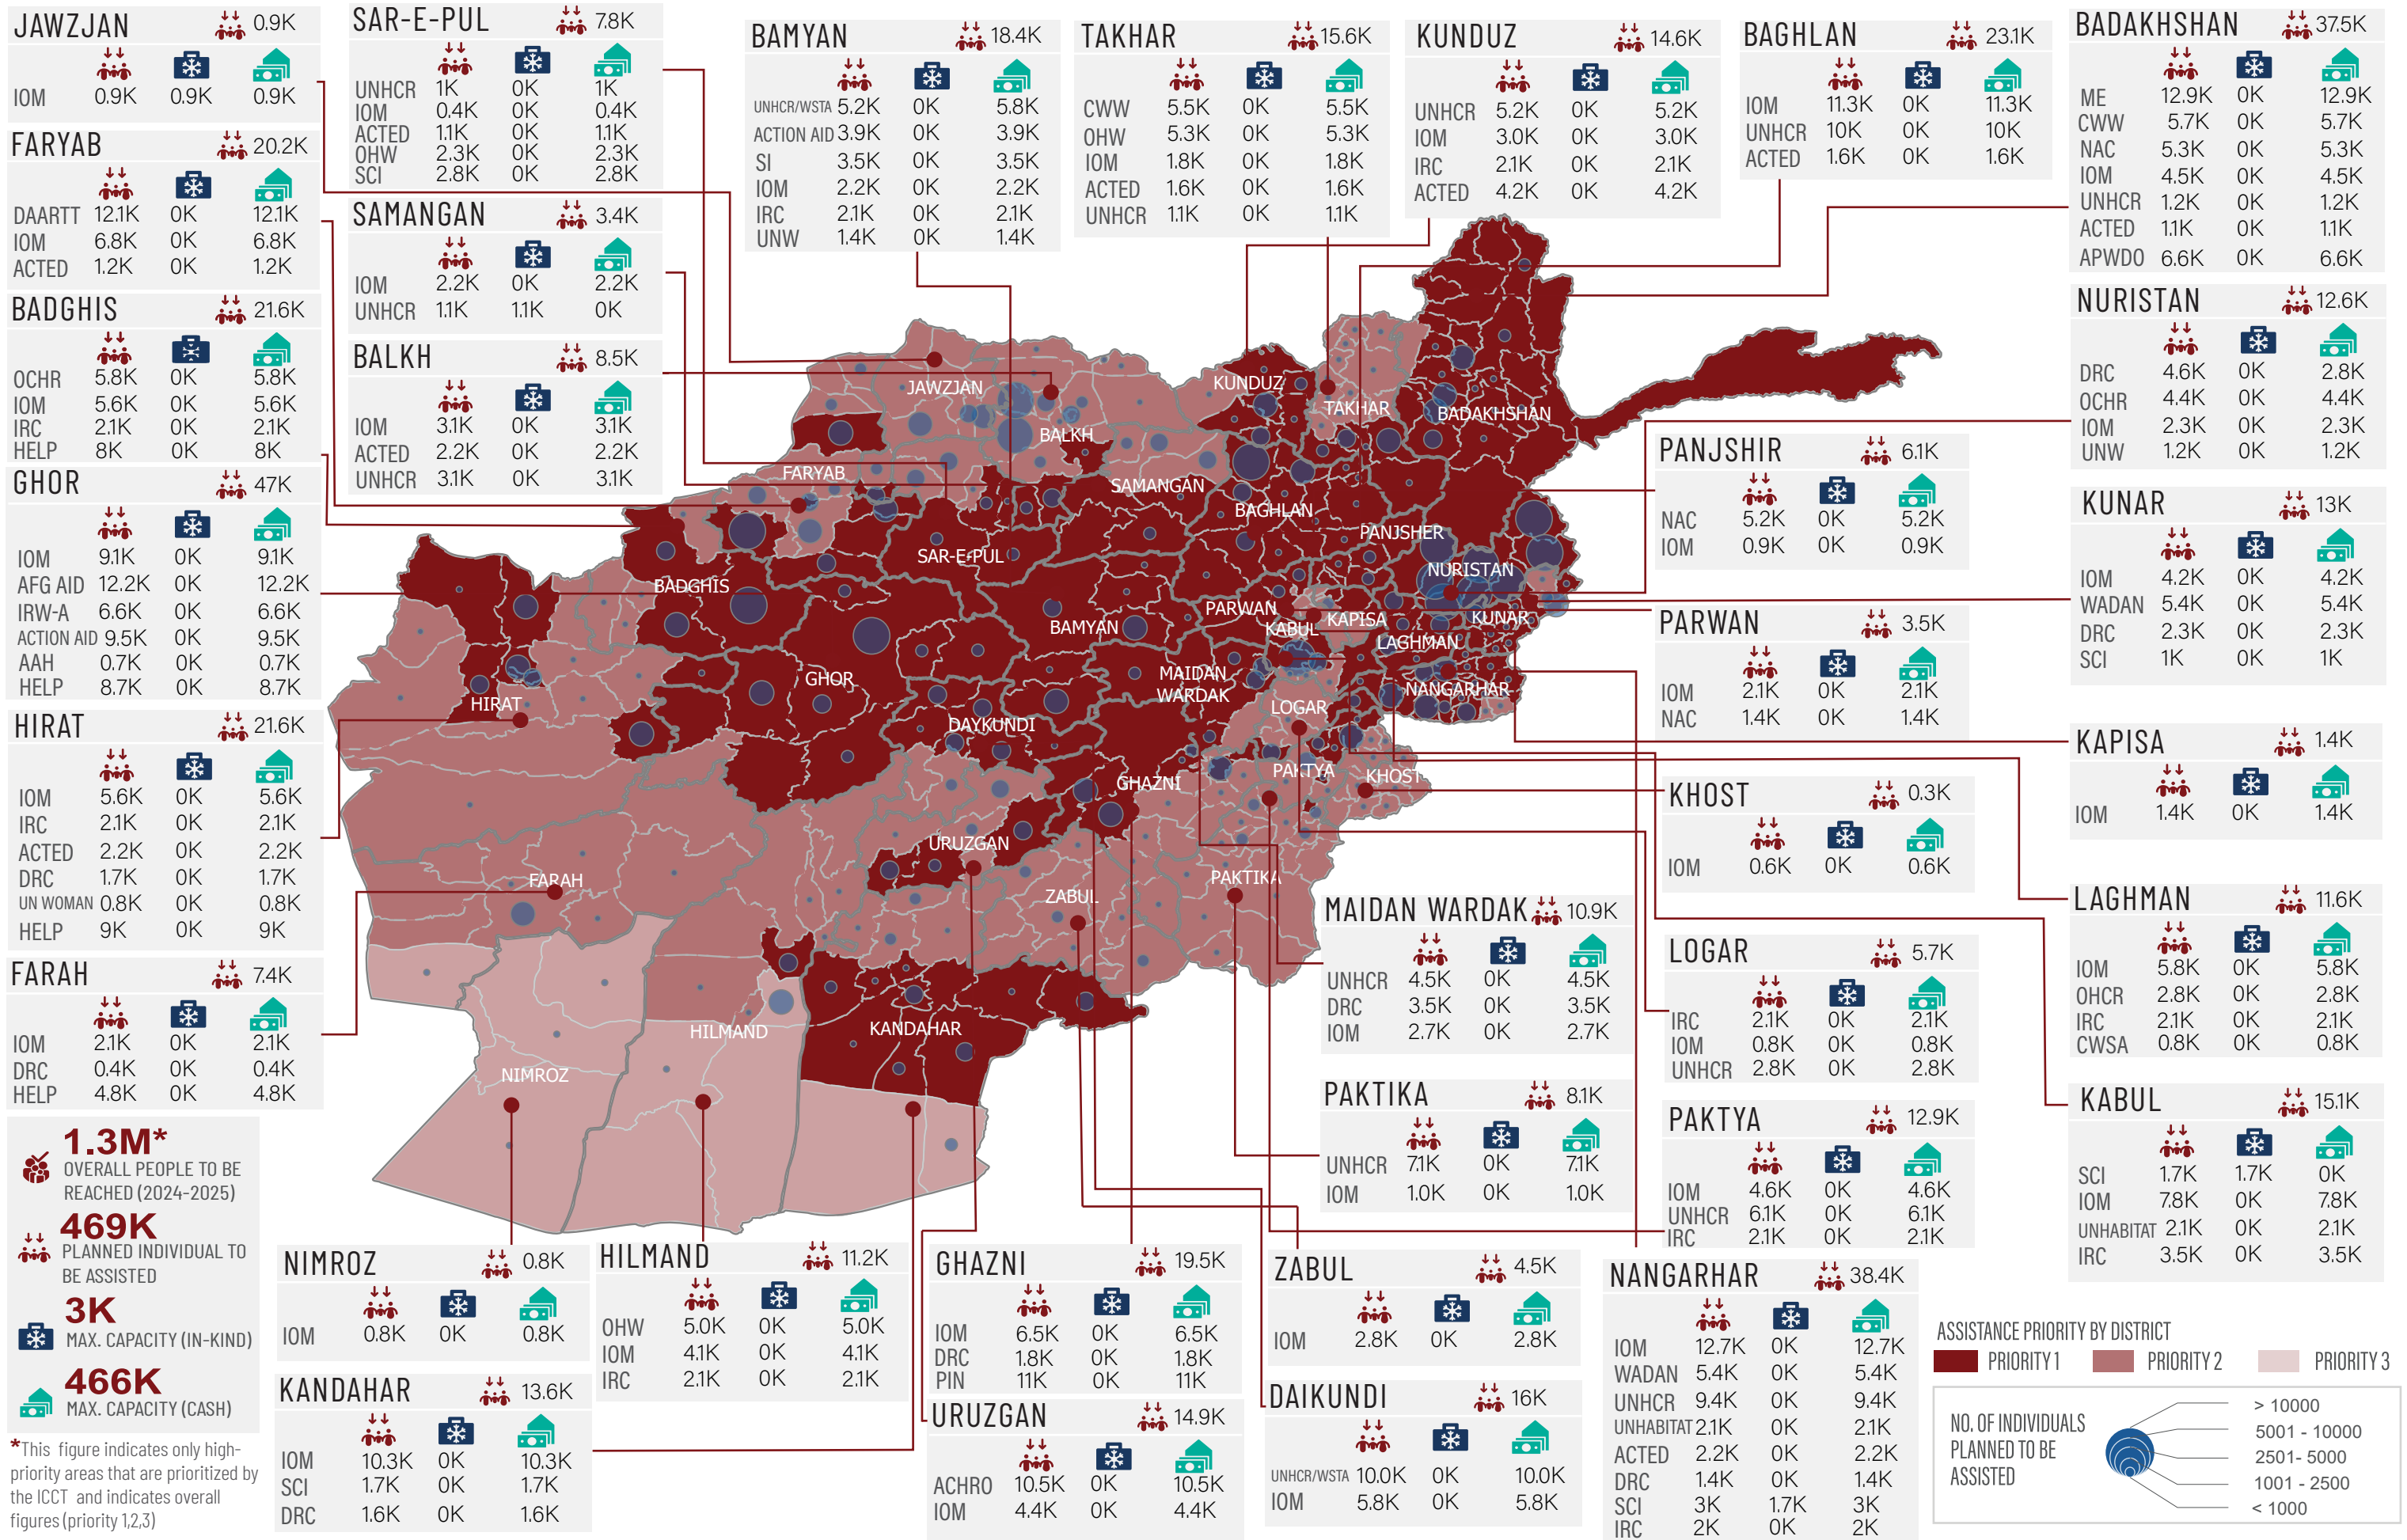 JAWZJAN 0.9K
IOM 0.9K 0.9K 0.9K
FARYAB 20.2K
DAARTT 12.1K 0K 12.1K
IOM 6.8K 0K 6.8K
ACTED 1.2K 0K 1.2K
BADGHIS 21.6K
OCHR 5.8K 0K 5.8K
IOM 5.6K 0K 5.6K
IRC 2.1K 0K 2.1K
HELP 8K 0K 8K
GHOR 47K
IOM 9.1K 0K 9.1K
AFG AID 12.2K 0K 12.2K
IRW-A 6.6K 0K 6.6K
ACTION AID 9.5K 0K 9.5K
AAH 0.7K 0K 0.7K
HELP 8.7K 0K 8.7K
HIRAT 21.6K
IOM 5.6K 0K 5.6K
IRC 2.1K 0K 2.1K
ACTED 2.2K 0K 2.2K
DRC 1.7K 0K 1.7K
UN WOMAN 0.8K 0K 0.8K
HELP 9K 0K 9K
FARAH 7.4K
IOM 2.1K 0K 2.1K
DRC 0.4K 0K 0.4K
HELP 4.8K 0K 4.8K
SAR-E-PUL 7.8K
UNHCR 1K 0K 1K
IOM 0.4K 0K 0.4K
ACTED 1.1K 0K 1.1K
OHW 2.3K 0K 2.3K
SCI 2.8K 0K 2.8K
SAMANGAN 3.4K
IOM 2.2K 0K 2.2K
UNHCR 1.1K 1.1K 0K
BALKH 8.5K
IOM 3.1K 0K 3.1K
ACTED 2.2K 0K 2.2K
UNHCR 3.1K 0K 3.1K
BAMYAN 18.4K
UNHCR/WSTA 5.2K 0K 5.8K
ACTION AID 3.9K 0K 3.9K
SI 3.5K 0K 3.5K
IOM 2.2K 0K 2.2K
IRC 2.1K 0K 2.1K
UNW 1.4K 0K 1.4K
TAKHAR 15.6K
CWW 5.5K 0K 5.5K
OHW 5.3K 0K 5.3K
IOM 1.8K 0K 1.8K
ACTED 1.6K 0K 1.6K
UNHCR 1.1K 0K 1.1K
KUNDUZ 14.6K
UNHCR 5.2K 0K 5.2K
IOM 3.0K 0K 3.0K
IRC 2.1K 0K 2.1K
ACTED 4.2K 0K 4.2K
BAGHLAN 23.1K
IOM 11.3K 0K 11.3K
UNHCR 10K 0K 10K
ACTED 1.6K 0K 1.6K
BADAKHSHAN 37.5K
ME 12.9K 0K 12.9K
CWW 5.7K 0K 5.7K
NAC 5.3K 0K 5.3K
IOM 4.5K 0K 4.5K
UNHCR 1.2K 0K 1.2K
ACTED 1.1K 0K 1.1K
APWDO 6.6K 0K 6.6K
NURISTAN 12.6K
DRC 4.6K 0K 2.8K
OCHR 4.4K 0K 4.4K
IOM 2.3K 0K 2.3K
UNW 1.2K 0K 1.2K
PANJSHIR 6.1K
NAC 5.2K 0K 5.2K
IOM 0.9K 0K 0.9K
KUNAR 13K
IOM 4.2K 0K 4.2K
WADAN 5.4K 0K 5.4K
DRC 2.3K 0K 2.3K
SCI 1K 0K 1K
PARWAN 3.5K
IOM 2.1K 0K 2.1K
NAC 1.4K 0K 1.4K
KAPISA 1.4K
IOM 1.4K 0K 1.4K
KHOST 0.3K
IOM 0.6K 0K 0.6K
LAGHMAN 11.6K
IOM 5.8K 0K 5.8K
OHCR 2.8K 0K 2.8K
IRC 2.1K 0K 2.1K
CWSA 0.8K 0K 0.8K
MAIDAN WARDAK 10.9K
UNHCR 4.5K 0K 4.5K
DRC 3.5K 0K 3.5K
IOM 2.7K 0K 2.7K
LOGAR 5.7K
IRC 2.1K 0K 2.1K
IOM 0.8K 0K 0.8K
UNHCR 2.8K 0K 2.8K
PAKTIKA 8.1K
UNHCR 7.1K 0K 7.1K
IOM 1.0K 0K 1.0K
PAKTYA 12.9K
IOM 4.6K 0K 4.6K
UNHCR 6.1K 0K 6.1K
IRC 2.1K 0K 2.1K
KABUL 15.1K
SCI 1.7K 1.7K 0K
IOM 7.8K 0K 7.8K
UNHABITAT 2.1K 0K 2.1K
IRC 3.5K 0K 3.5K
JAWZJAN
BALKH
KUNDUZ
TAKHAR
BADAKHSHAN
FARYAB
SAMANGAN
BAGHLAN
PANJSHER
SAR-E-PUL
NURISTAN
BADGHIS
PARWAN
KAPISA
KUNAR
BAMYAN
KABUL
LAGHMAN
MAIDAN
WARDAK
GHOR
NANGARHAR
HIRAT
LOGAR
DAYKUNDI
PAKTYA
KHOST
GHAZNI
URUZGAN
FARAH
ZABUL
PAKTIKA
HILMAND
KANDAHAR
NIMROZ
1.3M*
OVERALL PEOPLE TO BE
REACHED (2024-2025)
469K
PLANNED INDIVIDUAL TO
BE ASSISTED
3K
MAX. CAPACITY (IN-KIND)
466K
MAX. CAPACITY (CASH)
*This figure indicates only high-
priority areas that are prioritized by
the ICCT and indicates overall
figures (priority 1,2,3)
NIMROZ 0.8K
IOM 0.8K 0K 0.8K
KANDAHAR 13.6K
IOM 10.3K 0K 10.3K
SCI 1.7K 0K 1.7K
DRC 1.6K 0K 1.6K
HILMAND 11.2K
OHW 5.0K 0K 5.0K
IOM 4.1K 0K 4.1K
IRC 2.1K 0K 2.1K
GHAZNI 19.5K
IOM 6.5K 0K 6.5K
DRC 1.8K 0K 1.8K
PIN 11K 0K 11K
URUZGAN 14.9K
ACHRO 10.5K 0K 10.5K
IOM 4.4K 0K 4.4K
ZABUL 4.5K
IOM 2.8K 0K 2.8K
DAIKUNDI 16K
UNHCR/WSTA 10.0K 0K 10.0K
IOM 5.8K 0K 5.8K
NANGARHAR 38.4K
IOM 12.7K 0K 12.7K
WADAN 5.4K 0K 5.4K
UNHCR 9.4K 0K 9.4K
UNHABITAT 2.1K 0K 2.1K
ACTED 2.2K 0K 2.2K
DRC 1.4K 0K 1.4K
SCI 3K 1.7K 3K
IRC 2K 0K 2K
ASSISTANCE PRIORITY BY DISTRICT
PRIORITY 1 PRIORITY 2 PRIORITY 3
NO. OF INDIVIDUALS
PLANNED TO BE
ASSISTED
> 10000
5001 - 10000
2501- 5000
1001 - 2500
< 1000